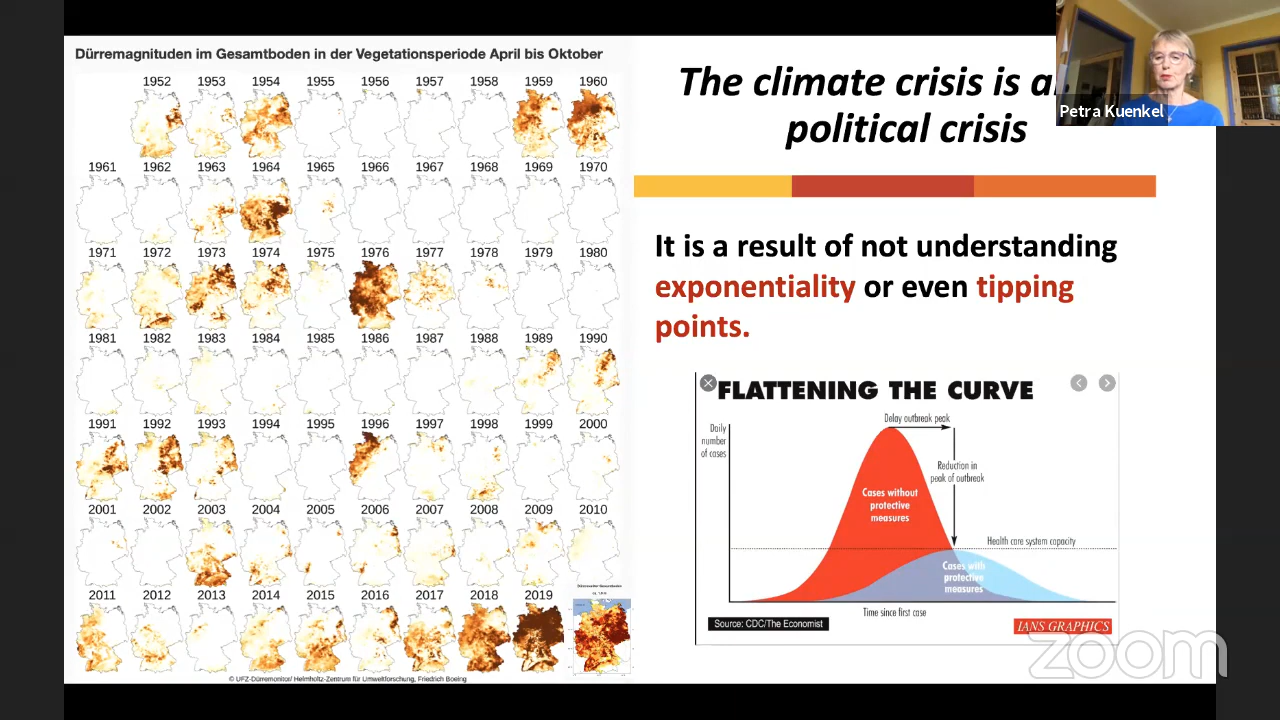 Dürremagnituden im Gesamtboden in der Vegetationsperiode April bis Oktober
1952 1953 1954 1955 1956 1957 1958 1959 1960
1961 1962 1963 1964 1965 1966 1967 1968 1969 1970
1971 1972 1973 1974 1975 1976 1977 1978 1979 1980
1981 1982 1983 1984 1985 1986 1987 1988 1989 1990
1991 1992 1993 1994 1995 1996 1997 1998 1999 2000
2001 2002 2003 2004 2005 2006 2007 2008 2009 2010
2011 2012 2013 2014 2015 2016 2017 2018 2019
© UFZ-Dürremonitor/ Helmholtz-Zentrum für Umweltforschung, Friedrich Boeing
The climate crisis is a
political crisis
Petra Kuenkel
It is a result of not understanding
exponentiality or even tipping
points.
FLATTENING THE CURVE
Delay outbreak peak
Daily
number
of cases
Reduction in
peak of outbreak
Cases without
protective
measures
Health care system capacity
Cases with
protective
measures
Time since first case
Source: CDC/The Economist
IANS GRAPHICS
zoom